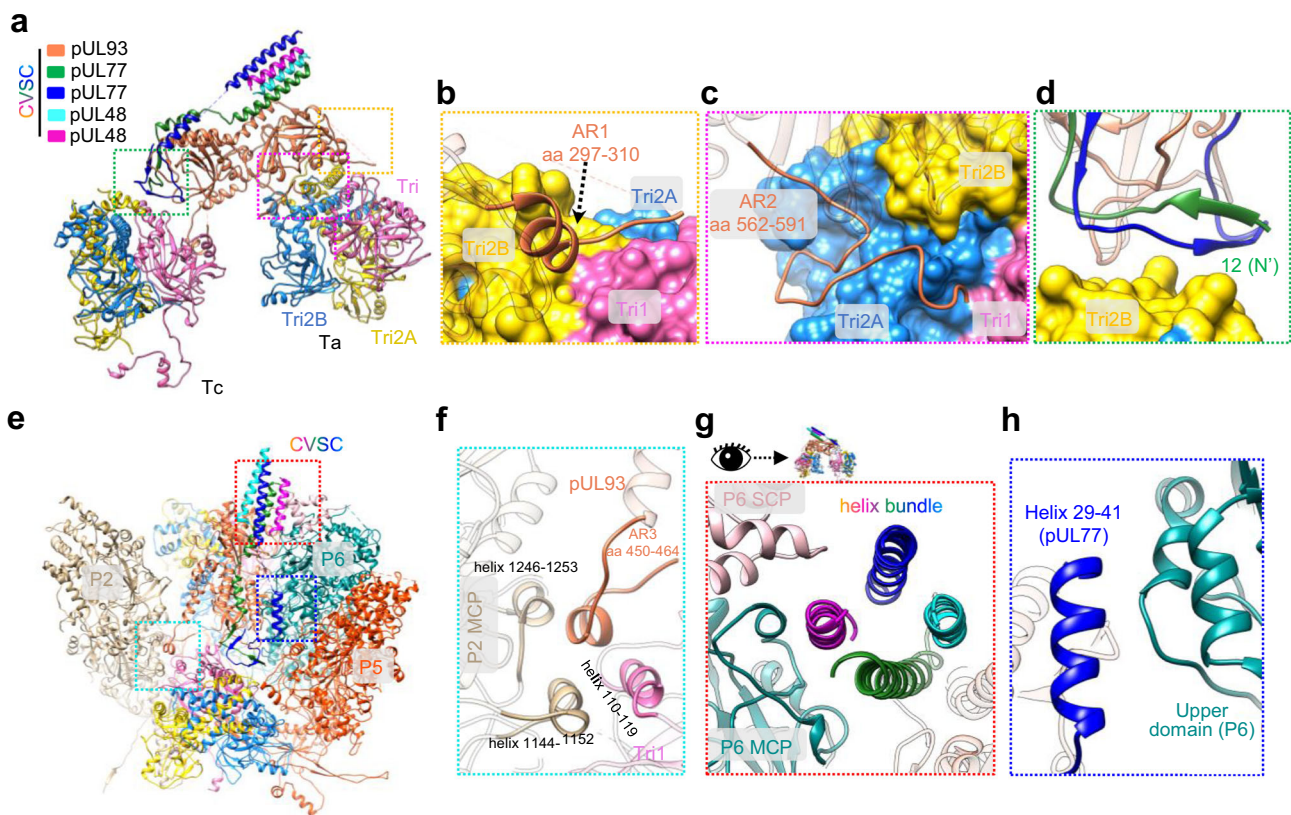 a
CVSC
pUL93
pUL77
pUL77
pUL48
pUL48
Tri
Tri2B
Tri2A
Ta
Tc
b
AR1
aa 297-310
Tri2A
Tri2B
Tri1
c
AR2
aa 562-591
Tri2B
Tri2A
Tri1
d
12 (N’)
Tri2B
e
CVSC
P2
P6
P5
f
pUL93
AR3
aa 450-464
helix 1246-1253
P2 MCP
helix 110-119
helix 1144-1152
Tri1
g
P6 SCP
helix bundle
P6 MCP
h
Helix 29-41
(pUL77)
Upper
domain (P6)